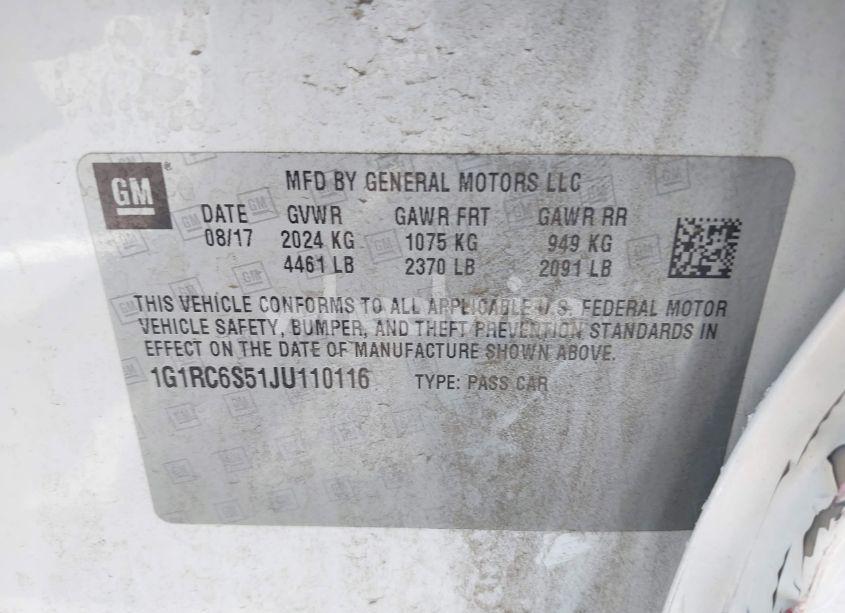 GM ®
MFD BY GENERAL MOTORS LLC
DATE GVWR GAWR FRT GAWR RR
08/17 2024 KG 1075 KG 949 KG
4461 LB 2370 LB 2091 LB
THIS VEHICLE CONFORMS TO ALL APPLICABLE U.S. FEDERAL MOTOR
VEHICLE SAFETY, BUMPER, AND THEFT PREVENTION STANDARDS IN
EFFECT ON THE DATE OF MANUFACTURE SHOWN ABOVE.
1G1RC6S51JU110116 TYPE: PASS CAR